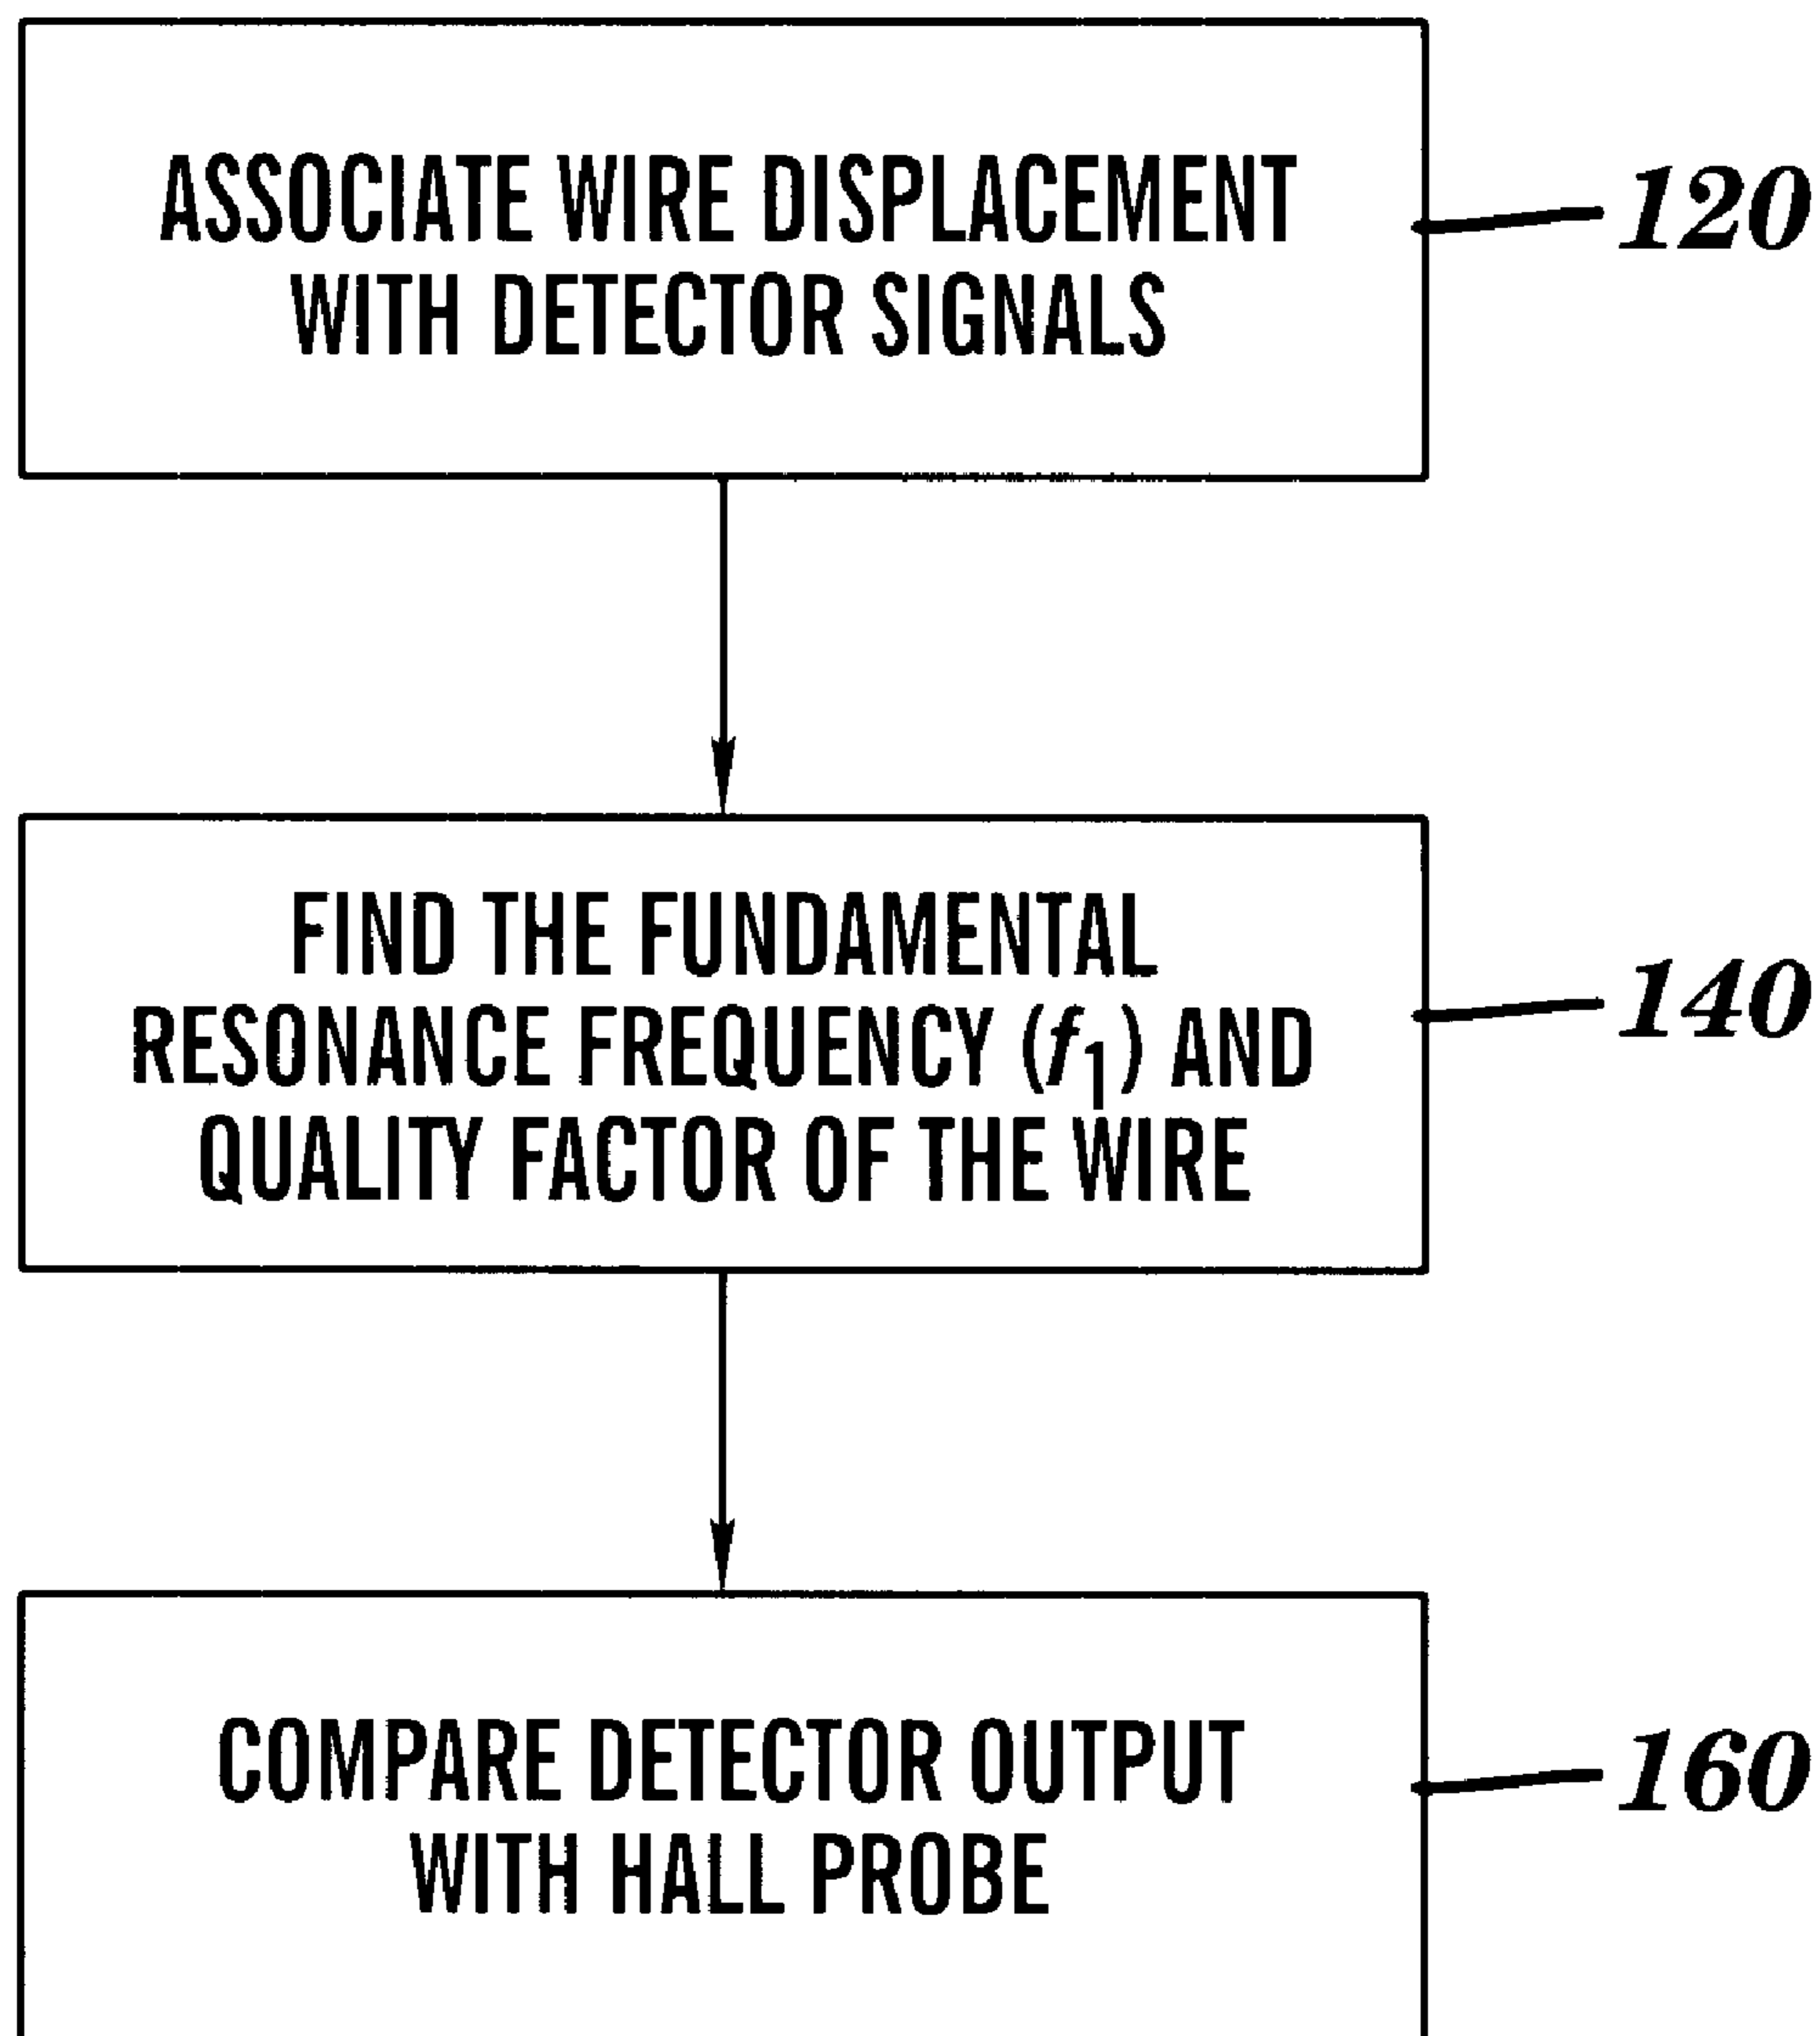 ASSOCIATE WIRE DISPLACEMENT
WITH DETECTOR SIGNALS
120
FIND THE FUNDAMENTAL
RESONANCE FREQUENCY (f1) AND
QUALITY FACTOR OF THE WIRE
140
COMPARE DETECTOR OUTPUT
WITH HALL PROBE
160